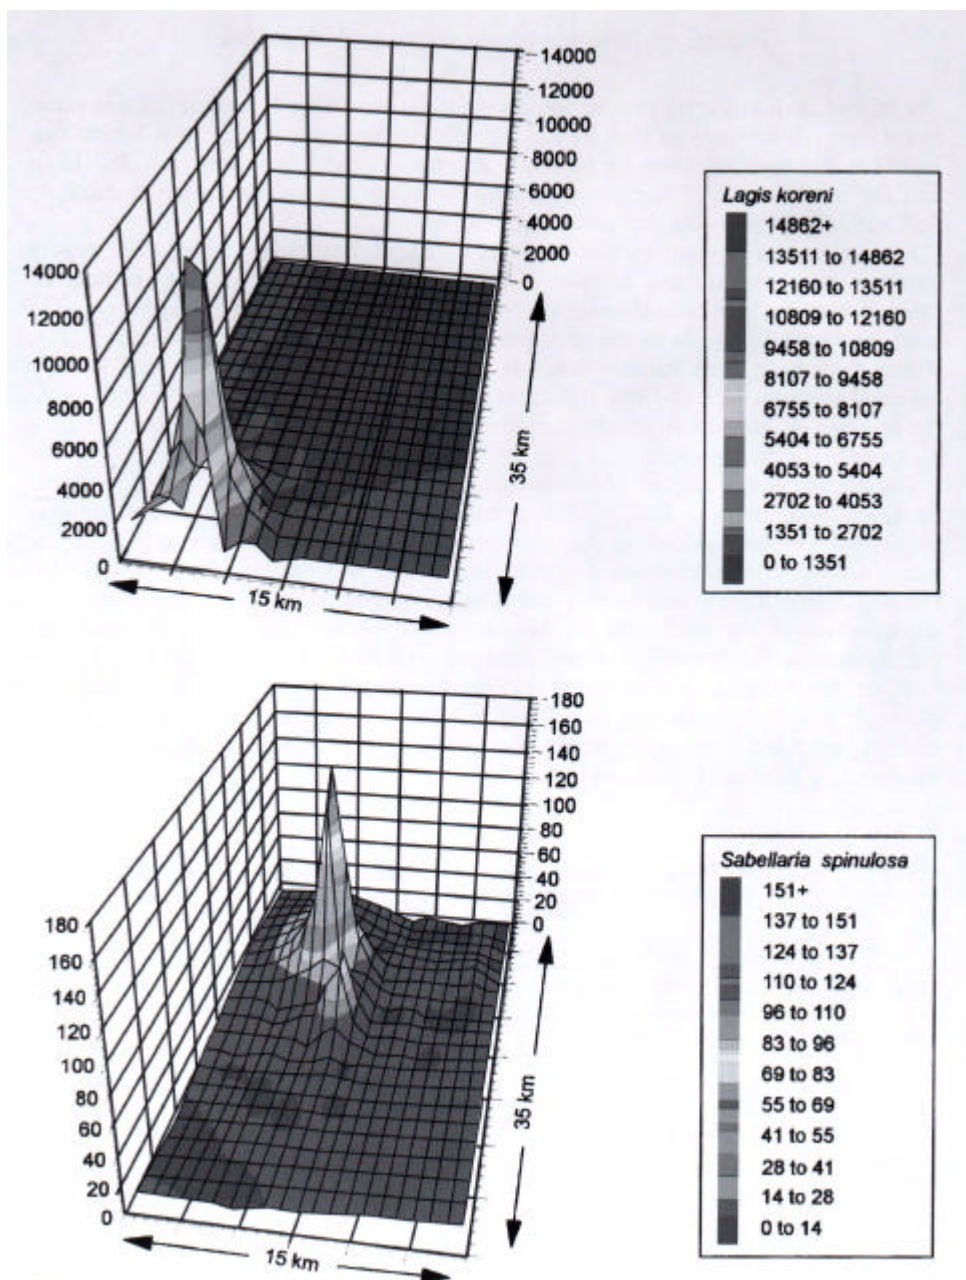 14000
12000
10000
8000
6000
4000
2000
0
14000
12000
10000
8000
6000
4000
2000
0
35 km
15 km
Lagis koreni
14862+
13511 to 14862
12160 to 13511
10809 to 12160
9458 to 10809
8107 to 9458
6755 to 8107
5404 to 6755
4053 to 5404
2702 to 4053
1351 to 2702
0 to 1351
180
160
140
120
100
80
60
40
20
0
180
160
140
120
100
80
60
40
20
0
35 km
15 km
Sabellaria spinulosa
151+
137 to 151
124 to 137
110 to 124
96 to 110
83 to 96
69 to 83
55 to 69
41 to 55
28 to 41
14 to 28
0 to 14